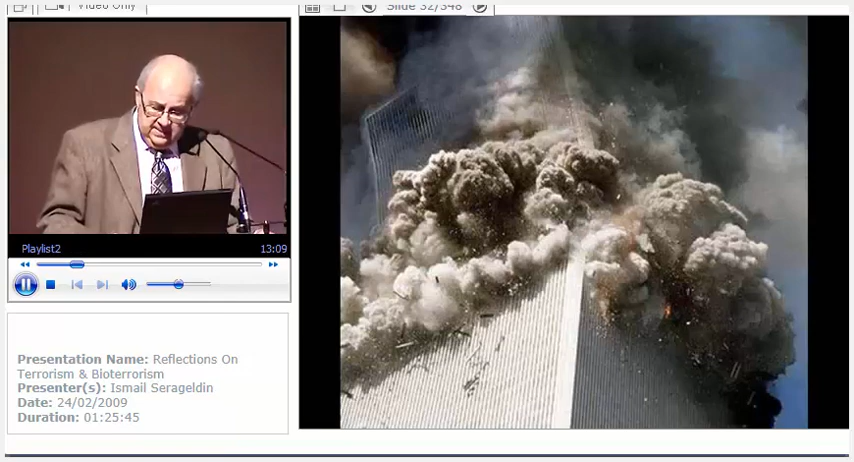 Video Only
Slide 32/348
Playlist2 13:09
Presentation Name: Reflections On
Terrorism & Bioterrorism
Presenter(s): Ismail Serageldin
Date: 24/02/2009
Duration: 01:25:45